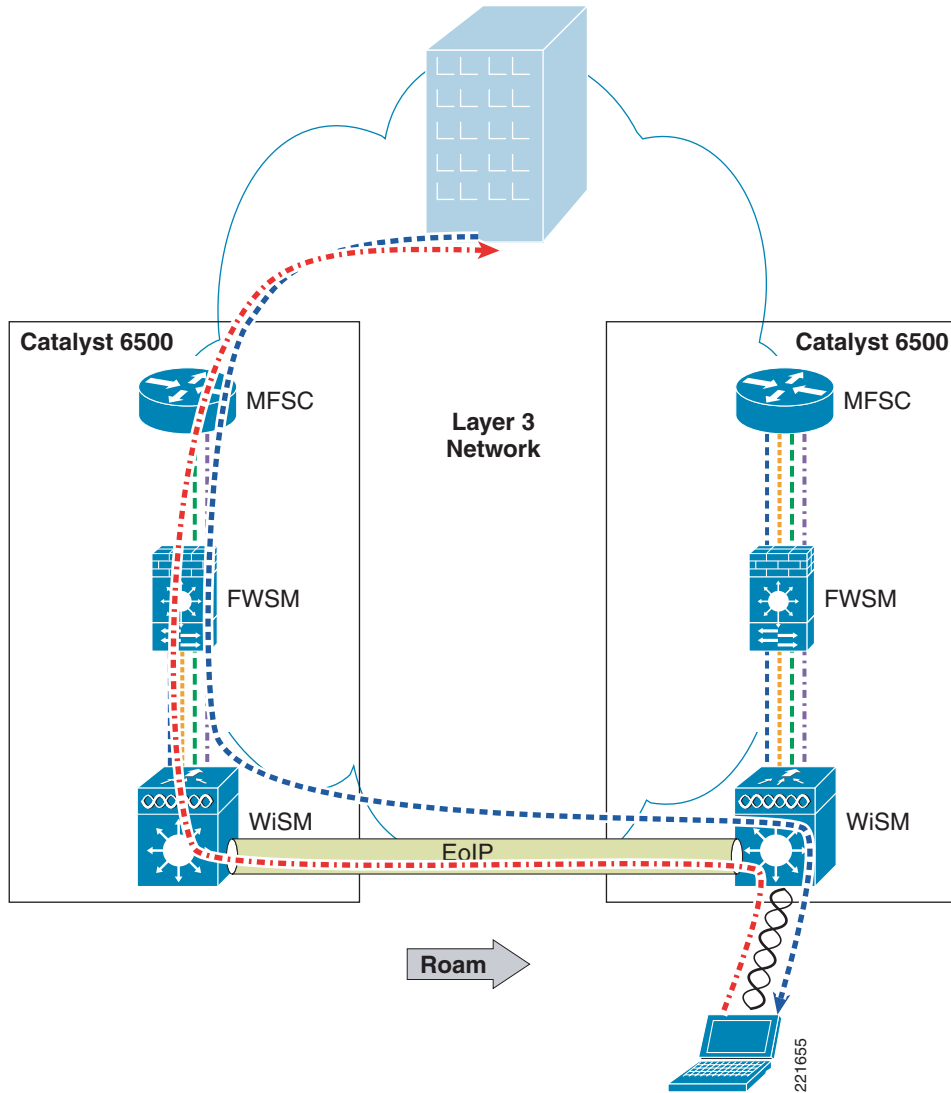 Catalyst 6500
Catalyst 6500
MFSC
Layer 3
Network
MFSC
FWSM
FWSM
WiSM
EoIP
WiSM
Roam
221655